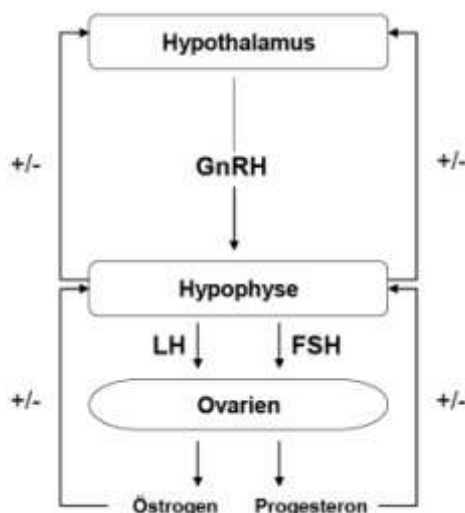 Hypothalamus
+/-
GnRH
+/-
Hypophyse
LH
FSH
+/-
Ovarien
+/-
Östrogen
Progesteron